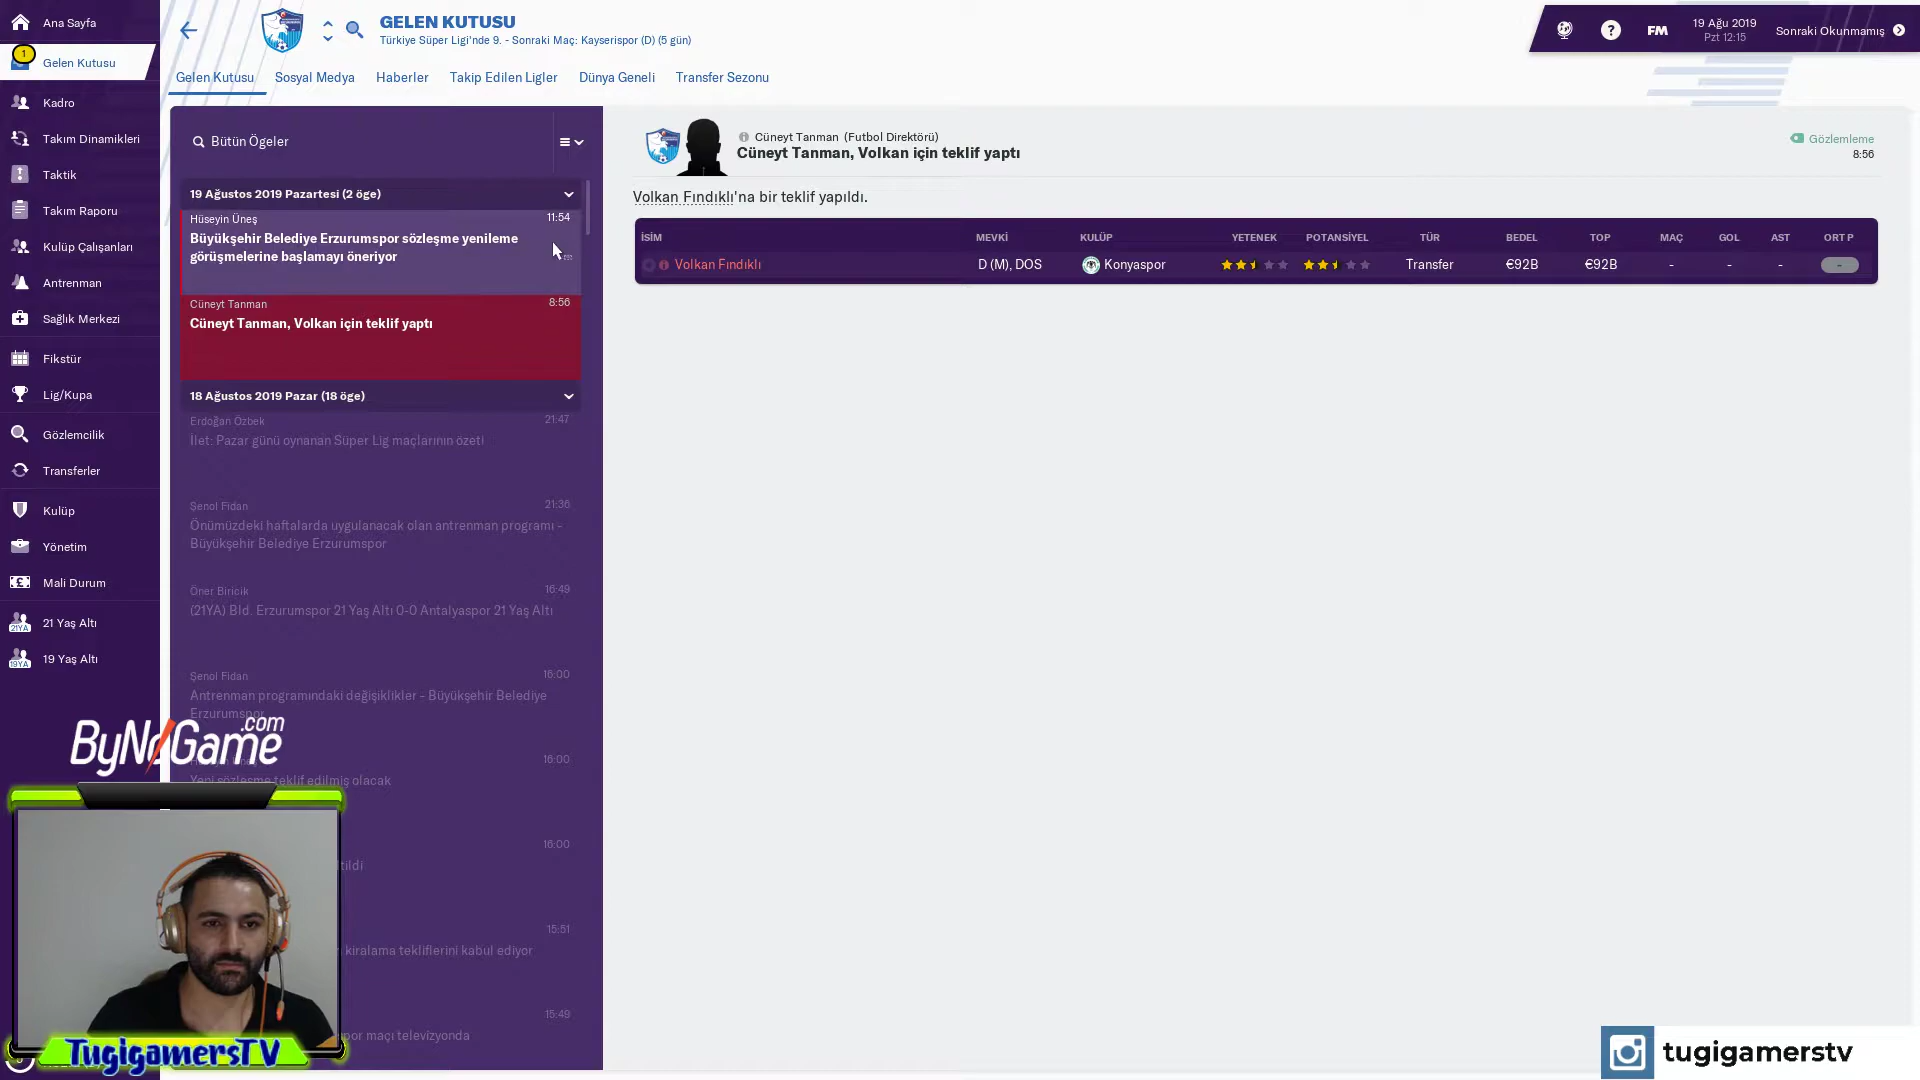 Ana Sayfa
1
Gelen Kutusu
Kadro
Takım Dinamikleri
Taktik
Takım Raporu
Kulüp Çalışanları
Antrenman
Sağlık Merkezi
Fikstür
Lig/Kupa
Gözlemcilik
Transferler
Kulüp
Yönetim
Mali Durum
21YA
21 Yaş Altı
19YA
19 Yaş Altı
GELEN KUTUSU
Türkiye Süper Ligi'nde 9. - Sonraki Maç: Kayserispor (D) (5 gün)
? FM
19 Ağu 2019
Pzt 12:15
Sonraki Okunmamış
Gelen Kutusu Sosyal Medya Haberler Takip Edilen Ligler Dünya Geneli Transfer Sezonu
Bütün Ögeler
19 Ağustos 2019 Pazartesi (2 öge)
Hüseyin Üneş 11:54
Büyükşehir Belediye Erzurumspor sözleşme yenileme
görüşmelerine başlamayı öneriyor
Cüneyt Tanman 8:56
Cüneyt Tanman, Volkan için teklif yaptı
18 Ağustos 2019 Pazar (18 öge)
Erdoğan Özbek 21:47
İlet: Pazar günü oynanan Süper Lig maçlarının özeti
Şenol Fidan 21:36
Önümüzdeki haftalarda uygulanacak olan antrenman programı -
Büyükşehir Belediye Erzurumspor
Öner Biricik 16:49
(21YA) Bld. Erzurumspor 21 Yaş Altı 0-0 Antalyaspor 21 Yaş Altı
Şenol Fidan 16:00
Antrenman programındaki değişiklikler - Büyükşehir Belediye
Erzurumspor
16:00
Yeni sözleşme teklif edilmiş olacak
16:00
15:51
kiralama tekliflerini kabul ediyor
15:49
maçı televizyonda
Cüneyt Tanman (Futbol Direktörü)
Cüneyt Tanman, Volkan için teklif yaptı
Gözlemleme
8:56
Volkan Fındıklı'na bir teklif yapıldı.
İSİM MEVKİ KULÜP YETENEK POTANSİYEL TÜR BEDEL TOP MAÇ GOL AST ORT P
Volkan Fındıklı D (M), DOS Konyaspor Transfer €92B €92B - - - -
ByNoGame.com
TugigamersTV
tugigamerstv